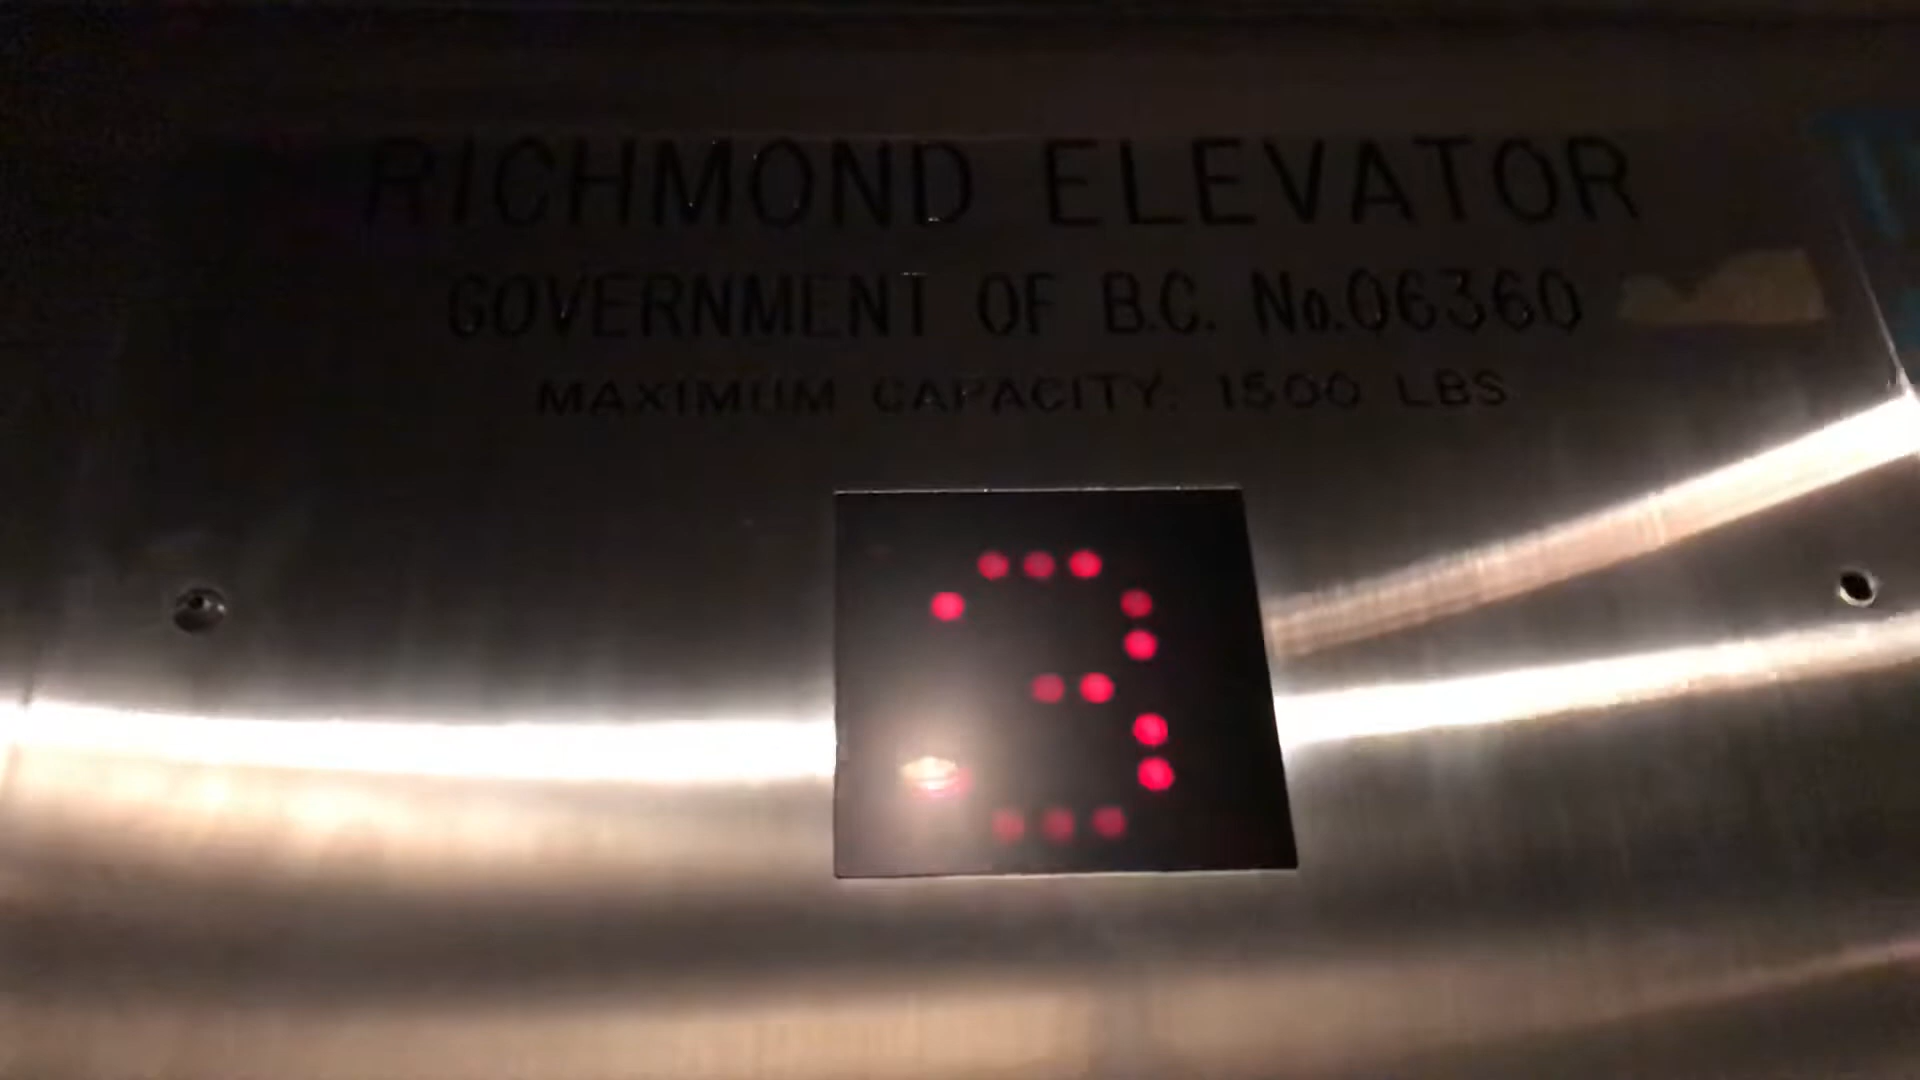 RICHMOND ELEVATOR
GOVERNMENT OF B.C. No.06360
MAXIMUM CAPACITY: 1500 LBS
3